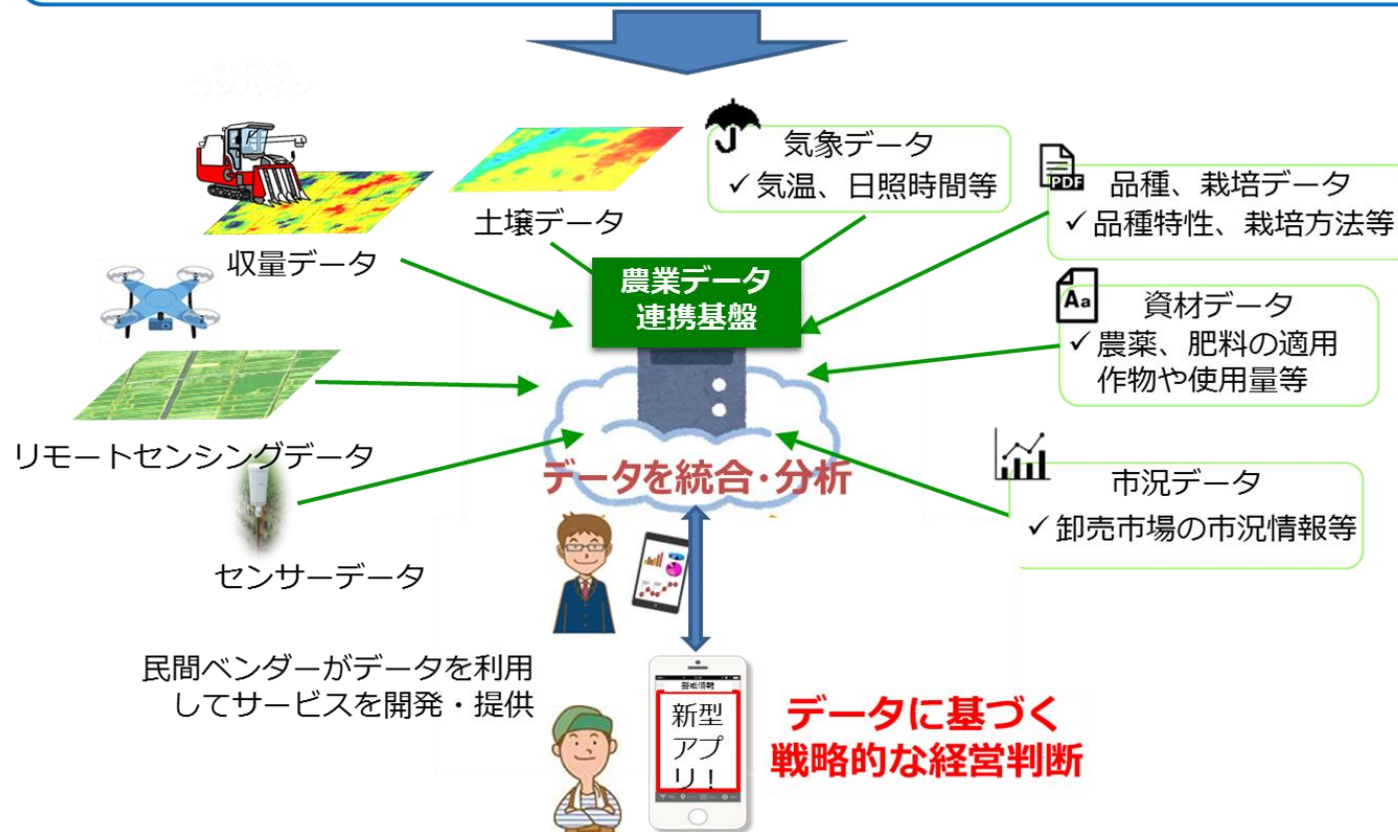 コンバイン
収量データ
土壌データ
気象データ
✓ 気温、日照時間等
PDF
品種、栽培データ
✓ 品種特性、栽培方法等
農業データ
連携基盤
Aa
資材データ
✓ 農薬、肥料の適用
作物や使用量等
リモートセンシングデータ
データを統合・分析
市況データ
✓ 卸売市場の市況情報等
センサーデータ
民間ベンダーがデータを利用
してサービスを開発・提供
新型
アプ
リ！
データに基づく
戦略的な経営判断